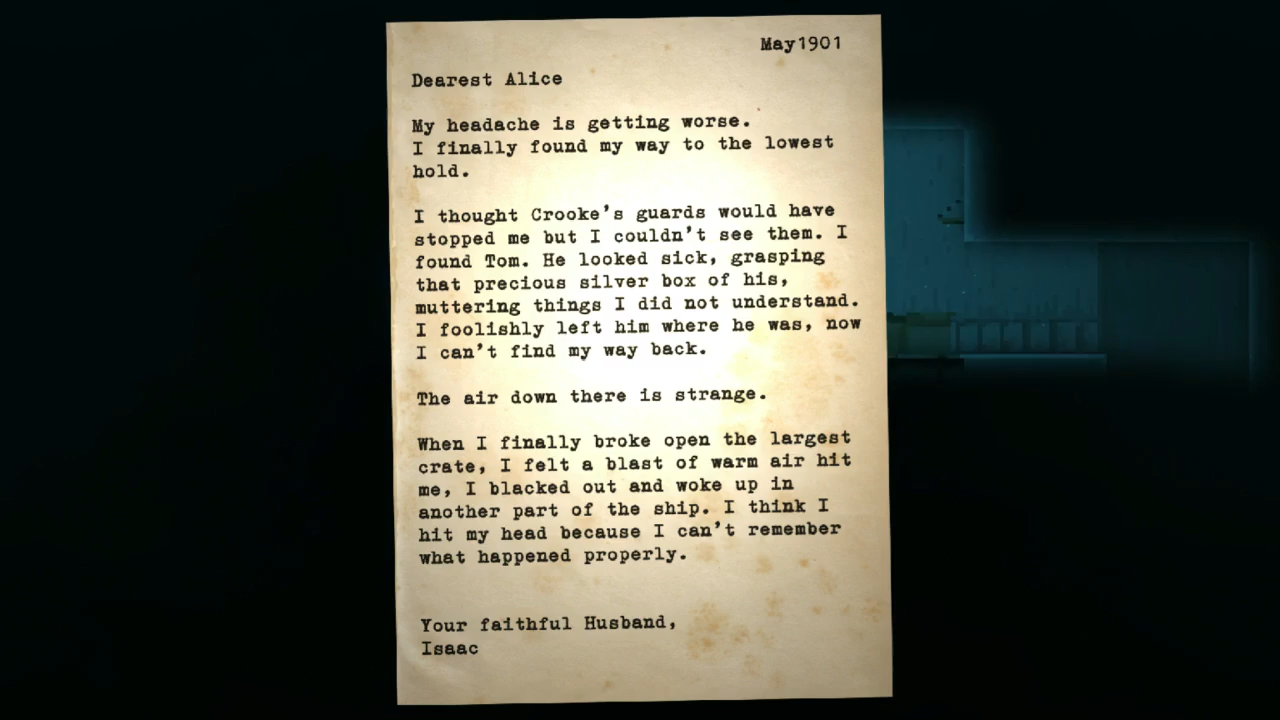 May1901
Dearest Alice
My headache is getting worse.
I finally found my way to the lowest
hold.
I thought Crooke's guards would have
stopped me but I couldn't see them. I
found Tom. He looked sick, grasping
that precious silver box of his,
muttering things I did not understand.
I foolishly left him where he was, now
I can't find my way back.
The air down there is strange.
When I finally broke open the largest
crate, I felt a blast of warm air hit
me, I blacked out and woke up in
another part of the ship. I think I
hit my head because I can't remember
what happened properly.
Your faithful Husband,
Isaac